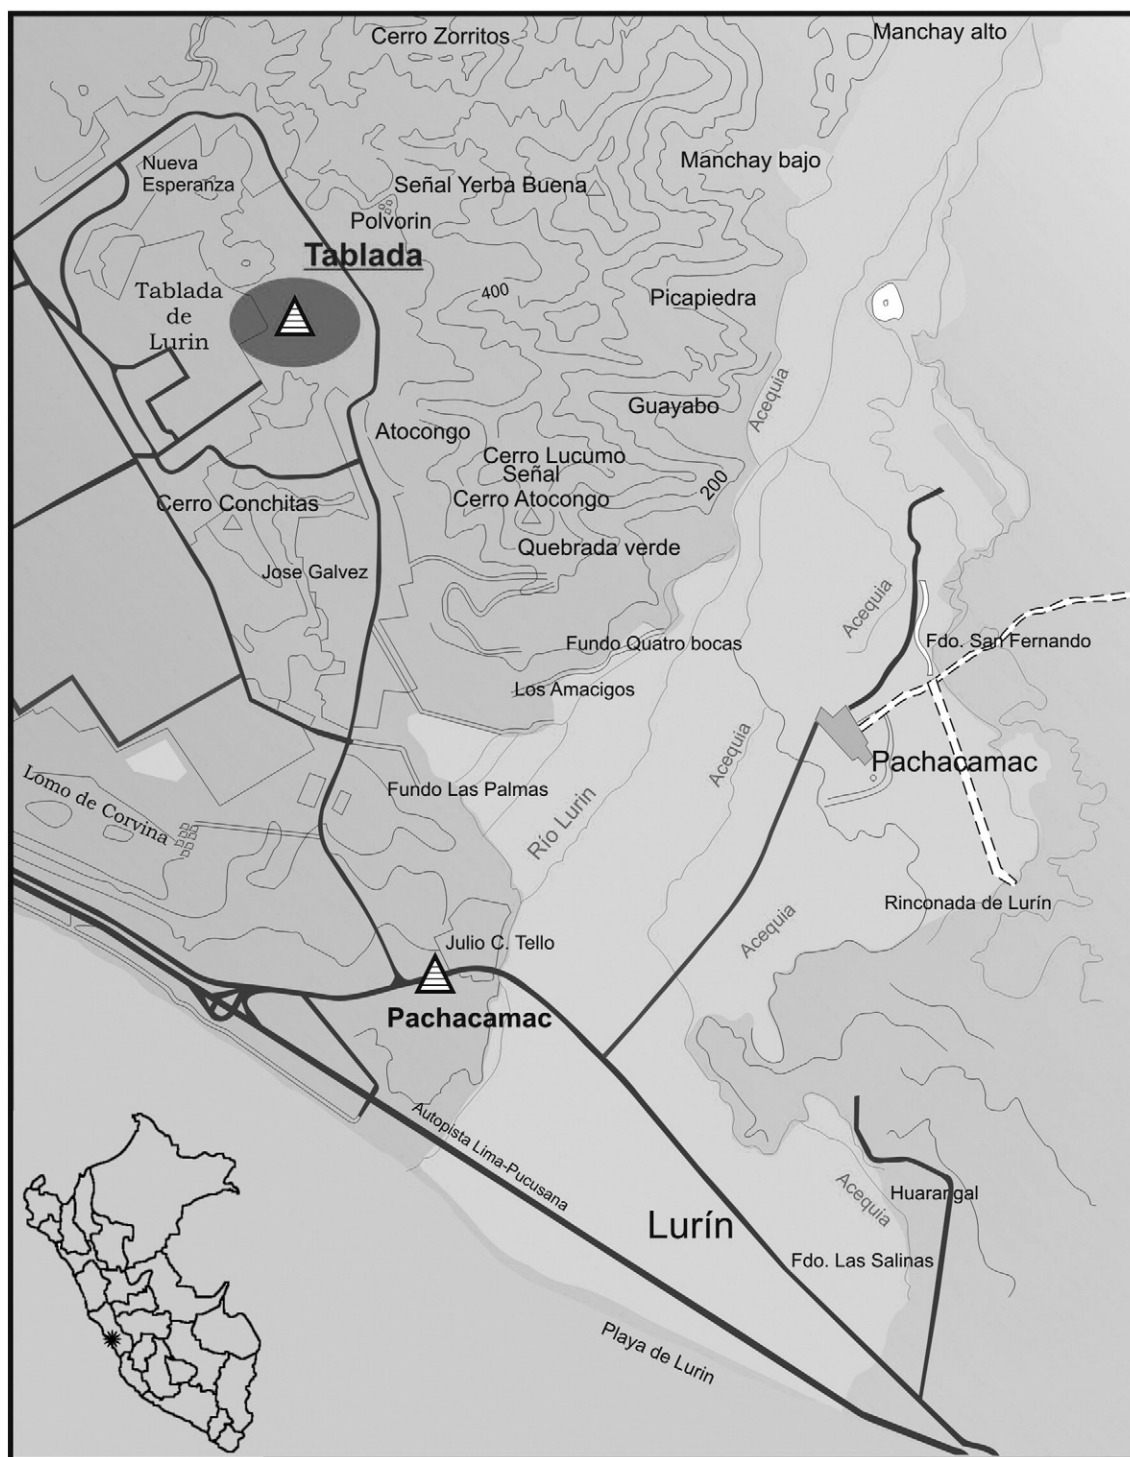 Cerro Zorritos
Manchay alto
Nueva
Esperanza
Señal Yerba Buena
Manchay bajo
Polvorin
Tablada
Tablada
de
Lurin
400
Picapiedra
Acequia
Guayabo
Atocongo
Cerro Lucumo
Señal
Cerro Atocongo
200
Cerro Conchitas
Quebrada verde
Jose Galvez
Acequia
Fundo Quatro bocas
Fdo. San Fernando
Los Amacigos
Acequia
Pachacamac
Fundo Las Palmas
Lomo de Corvina
Río Lurin
Rinconada de Lurín
Acequia
Julio C. Tello
Pachacamac
Autopista Lima-Pucusana
Acequia
Huarangal
Lurín
Fdo. Las Salinas
Playa de Lurin